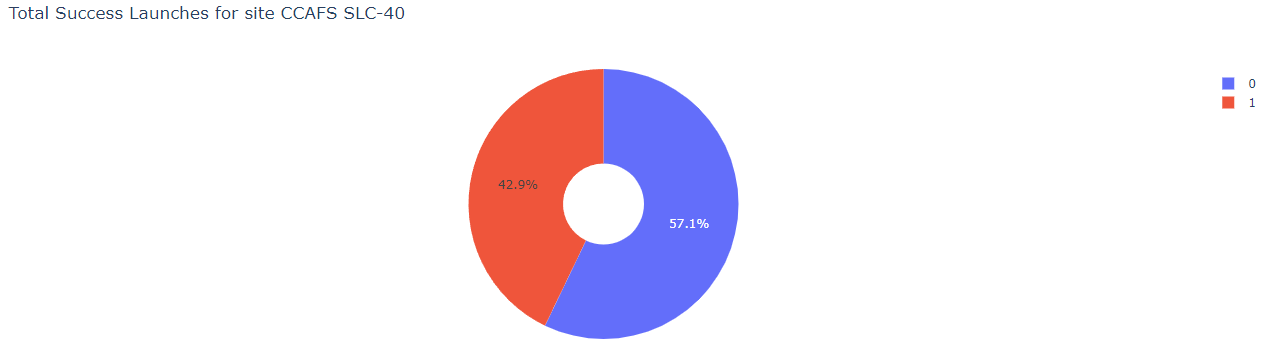 Total Success Launches for site CCAFS SLC-40
0
1
42.9%
57.1%